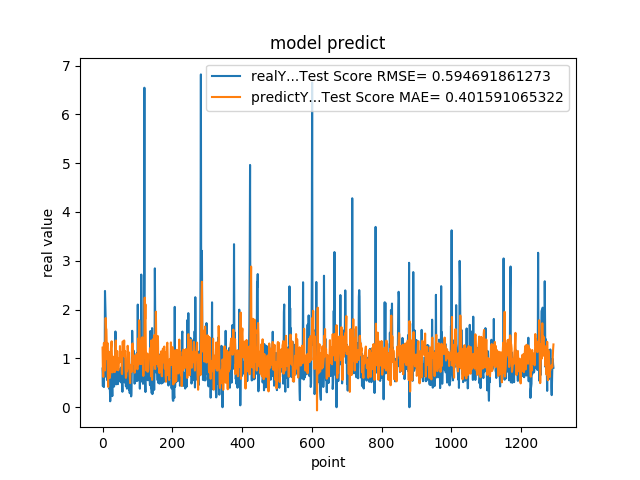 model predict
realY...Test Score RMSE= 0.594691861273
predictY...Test Score MAE= 0.401591065322
7
6
5
4
3
2
1
0
real value
0 200 400 600 800 1000 1200
point